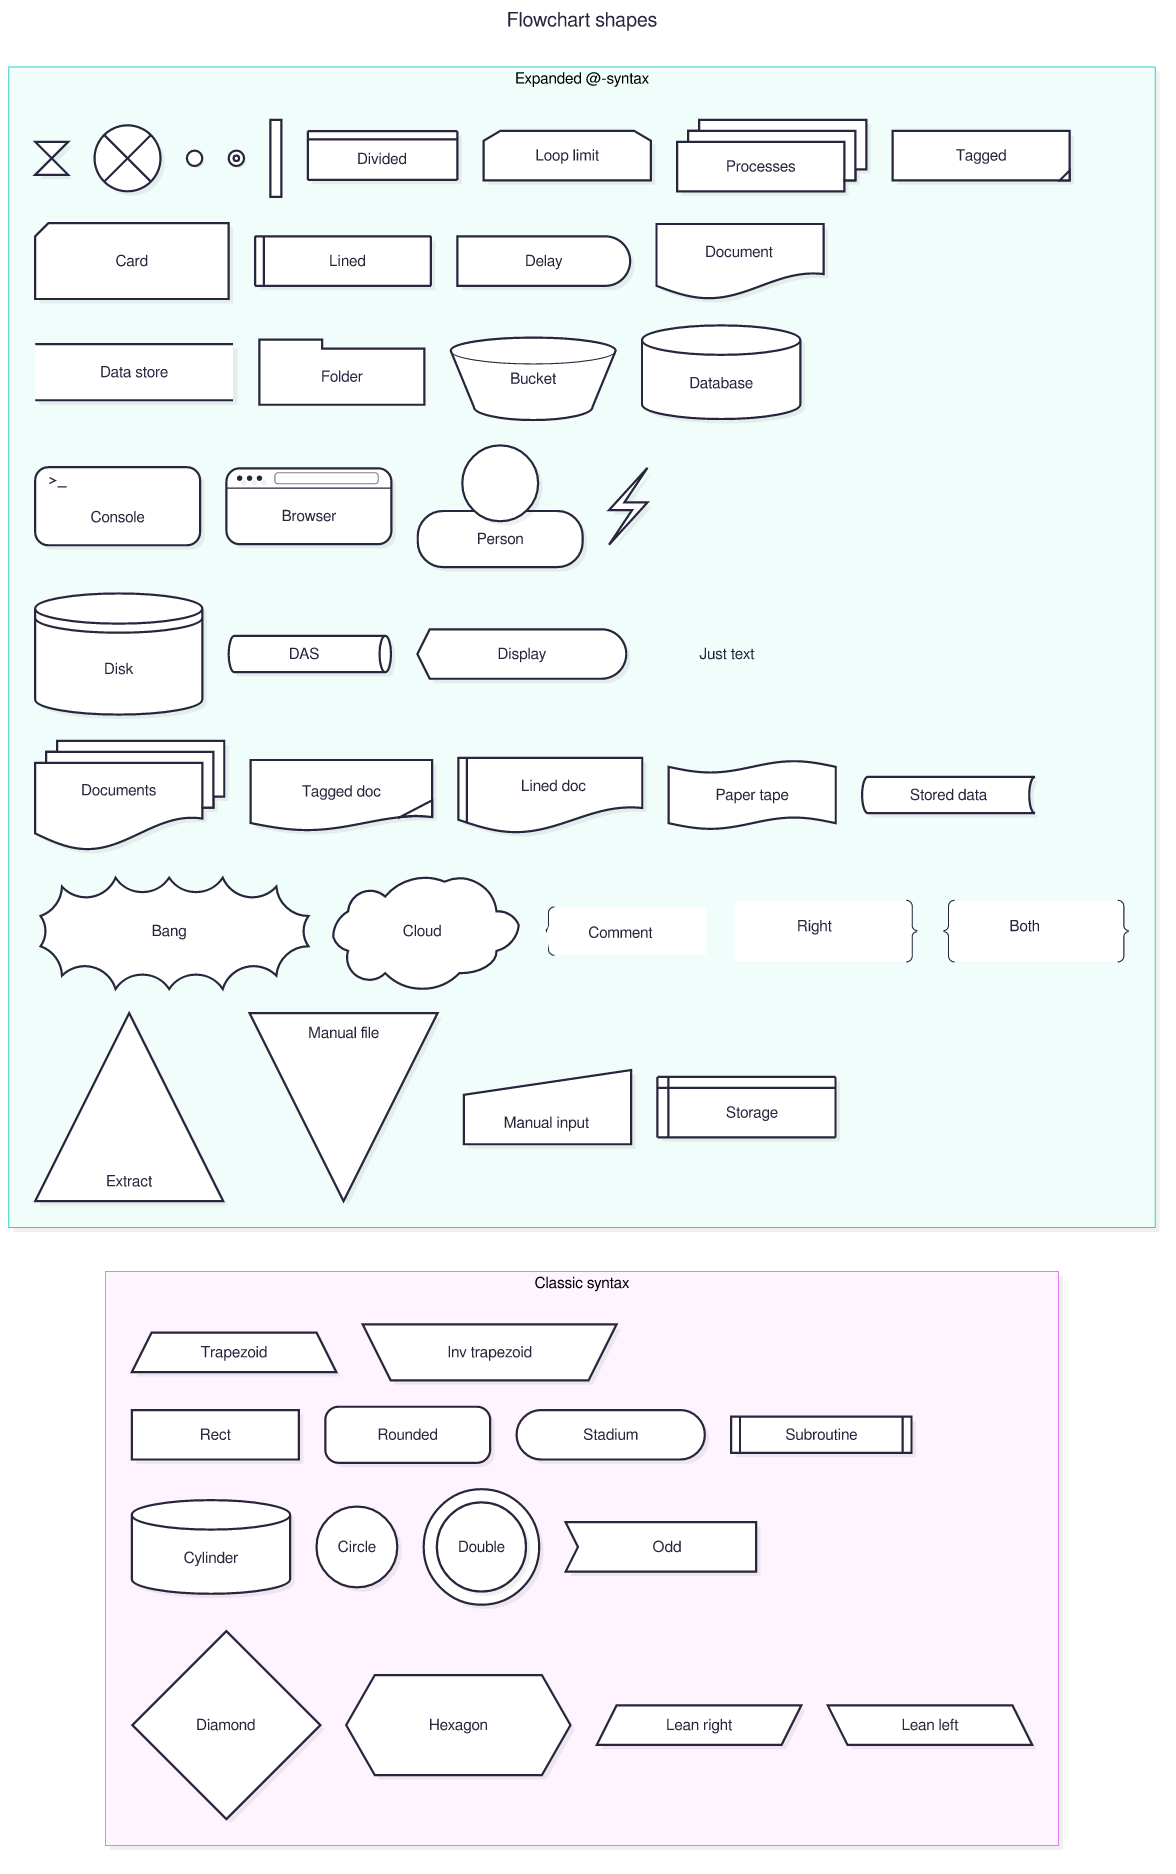 Flowchart shapes
Expanded @-syntax
Divided
Loop limit
Processes
Tagged
Card
Lined
Delay
Document
Data store
Folder
Bucket
Database
>_
Console
Browser
Person
Disk
DAS
Display
Just text
Documents
Tagged doc
Lined doc
Paper tape
Stored data
Bang
Cloud
Comment
Right
Both
Extract
Manual file
Manual input
Storage
Classic syntax
Trapezoid
Inv trapezoid
Rect
Rounded
Stadium
Subroutine
Cylinder
Circle
Double
Odd
Diamond
Hexagon
Lean right
Lean left